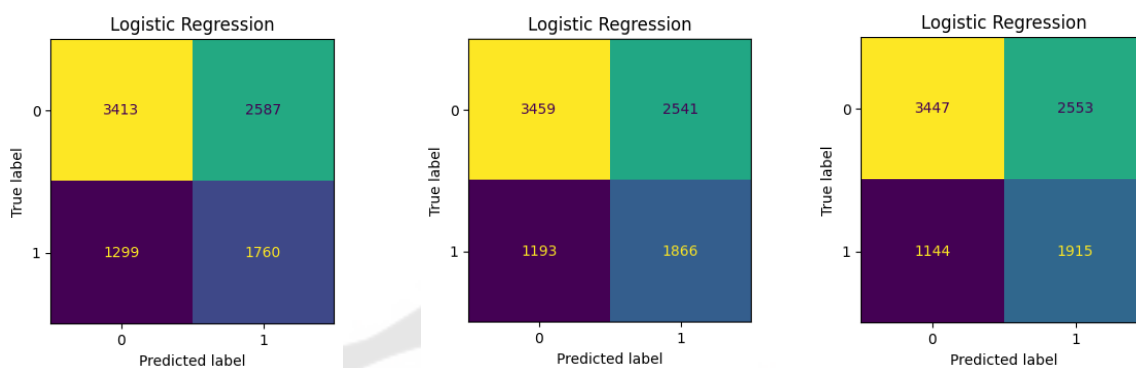 Logistic Regression
0
3413
2587
True label
1
1299
1760
0
1
Predicted label
Logistic Regression
0
3459
2541
True label
1
1193
1866
0
1
Predicted label
Logistic Regression
0
3447
2553
True label
1
1144
1915
0
1
Predicted label